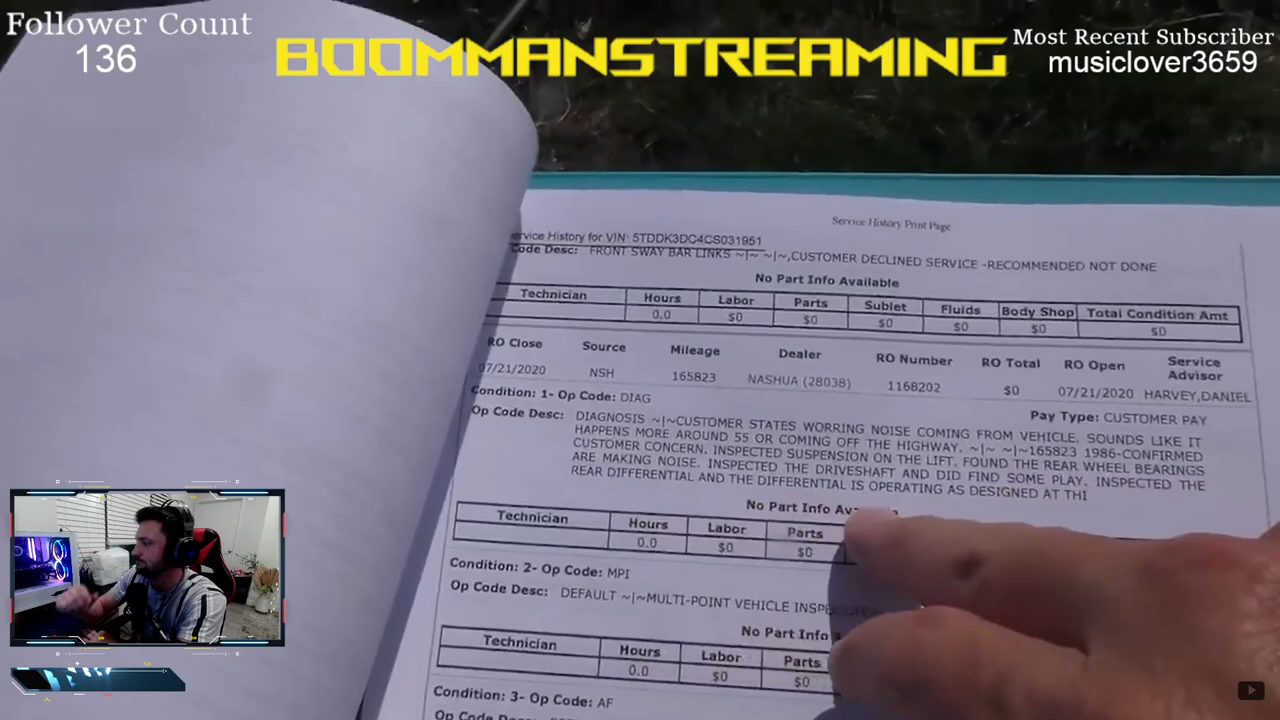 Follower Count
136
BOOMMANSTREAMING
Most Recent Subscriber
musiclover3659
Service History Print Page
Service History for VIN: 5TDDK3DC4CS031951
Code Desc: FRONT SWAY BAR LINKS ~|~ ~|~,CUSTOMER DECLINED SERVICE -RECOMMENDED NOT DONE
No Part Info Available
Technician Hours Labor Parts Sublet Fluids Body Shop Total Condition Amt
0.0 $0 $0 $0 $0 $0 $0
RO Close Source Mileage Dealer RO Number RO Total RO Open Service Advisor
07/21/2020 NSH 165823 NASHUA (28038) 1168202 $0 07/21/2020 HARVEY,DANIEL
Condition: 1- Op Code: DIAG
Pay Type: CUSTOMER PAY
Op Code Desc: DIAGNOSIS ~|~CUSTOMER STATES WORRING NOISE COMING FROM VEHICLE. SOUNDS LIKE IT
HAPPENS MORE AROUND 55 OR COMING OFF THE HIGHWAY. ~|~ ~|~165823 1986-CONFIRMED
CUSTOMER CONCERN. INSPECTED SUSPENSION ON THE LIFT. FOUND THE REAR WHEEL BEARINGS
ARE MAKING NOISE. INSPECTED THE DRIVESHAFT AND DID FIND SOME PLAY. INSPECTED THE
REAR DIFFERENTIAL AND THE DIFFERENTIAL IS OPERATING AS DESIGNED AT THI
No Part Info
Technician Hours Labor Parts
0.0 $0 $0
Condition: 2- Op Code: MPI
Op Code Desc: DEFAULT ~|~MULTI-POINT VEHICLE
No Part Info
Technician Hours Labor Parts
0.0 $0 $0
Condition: 3- Op Code: AF
Op Code